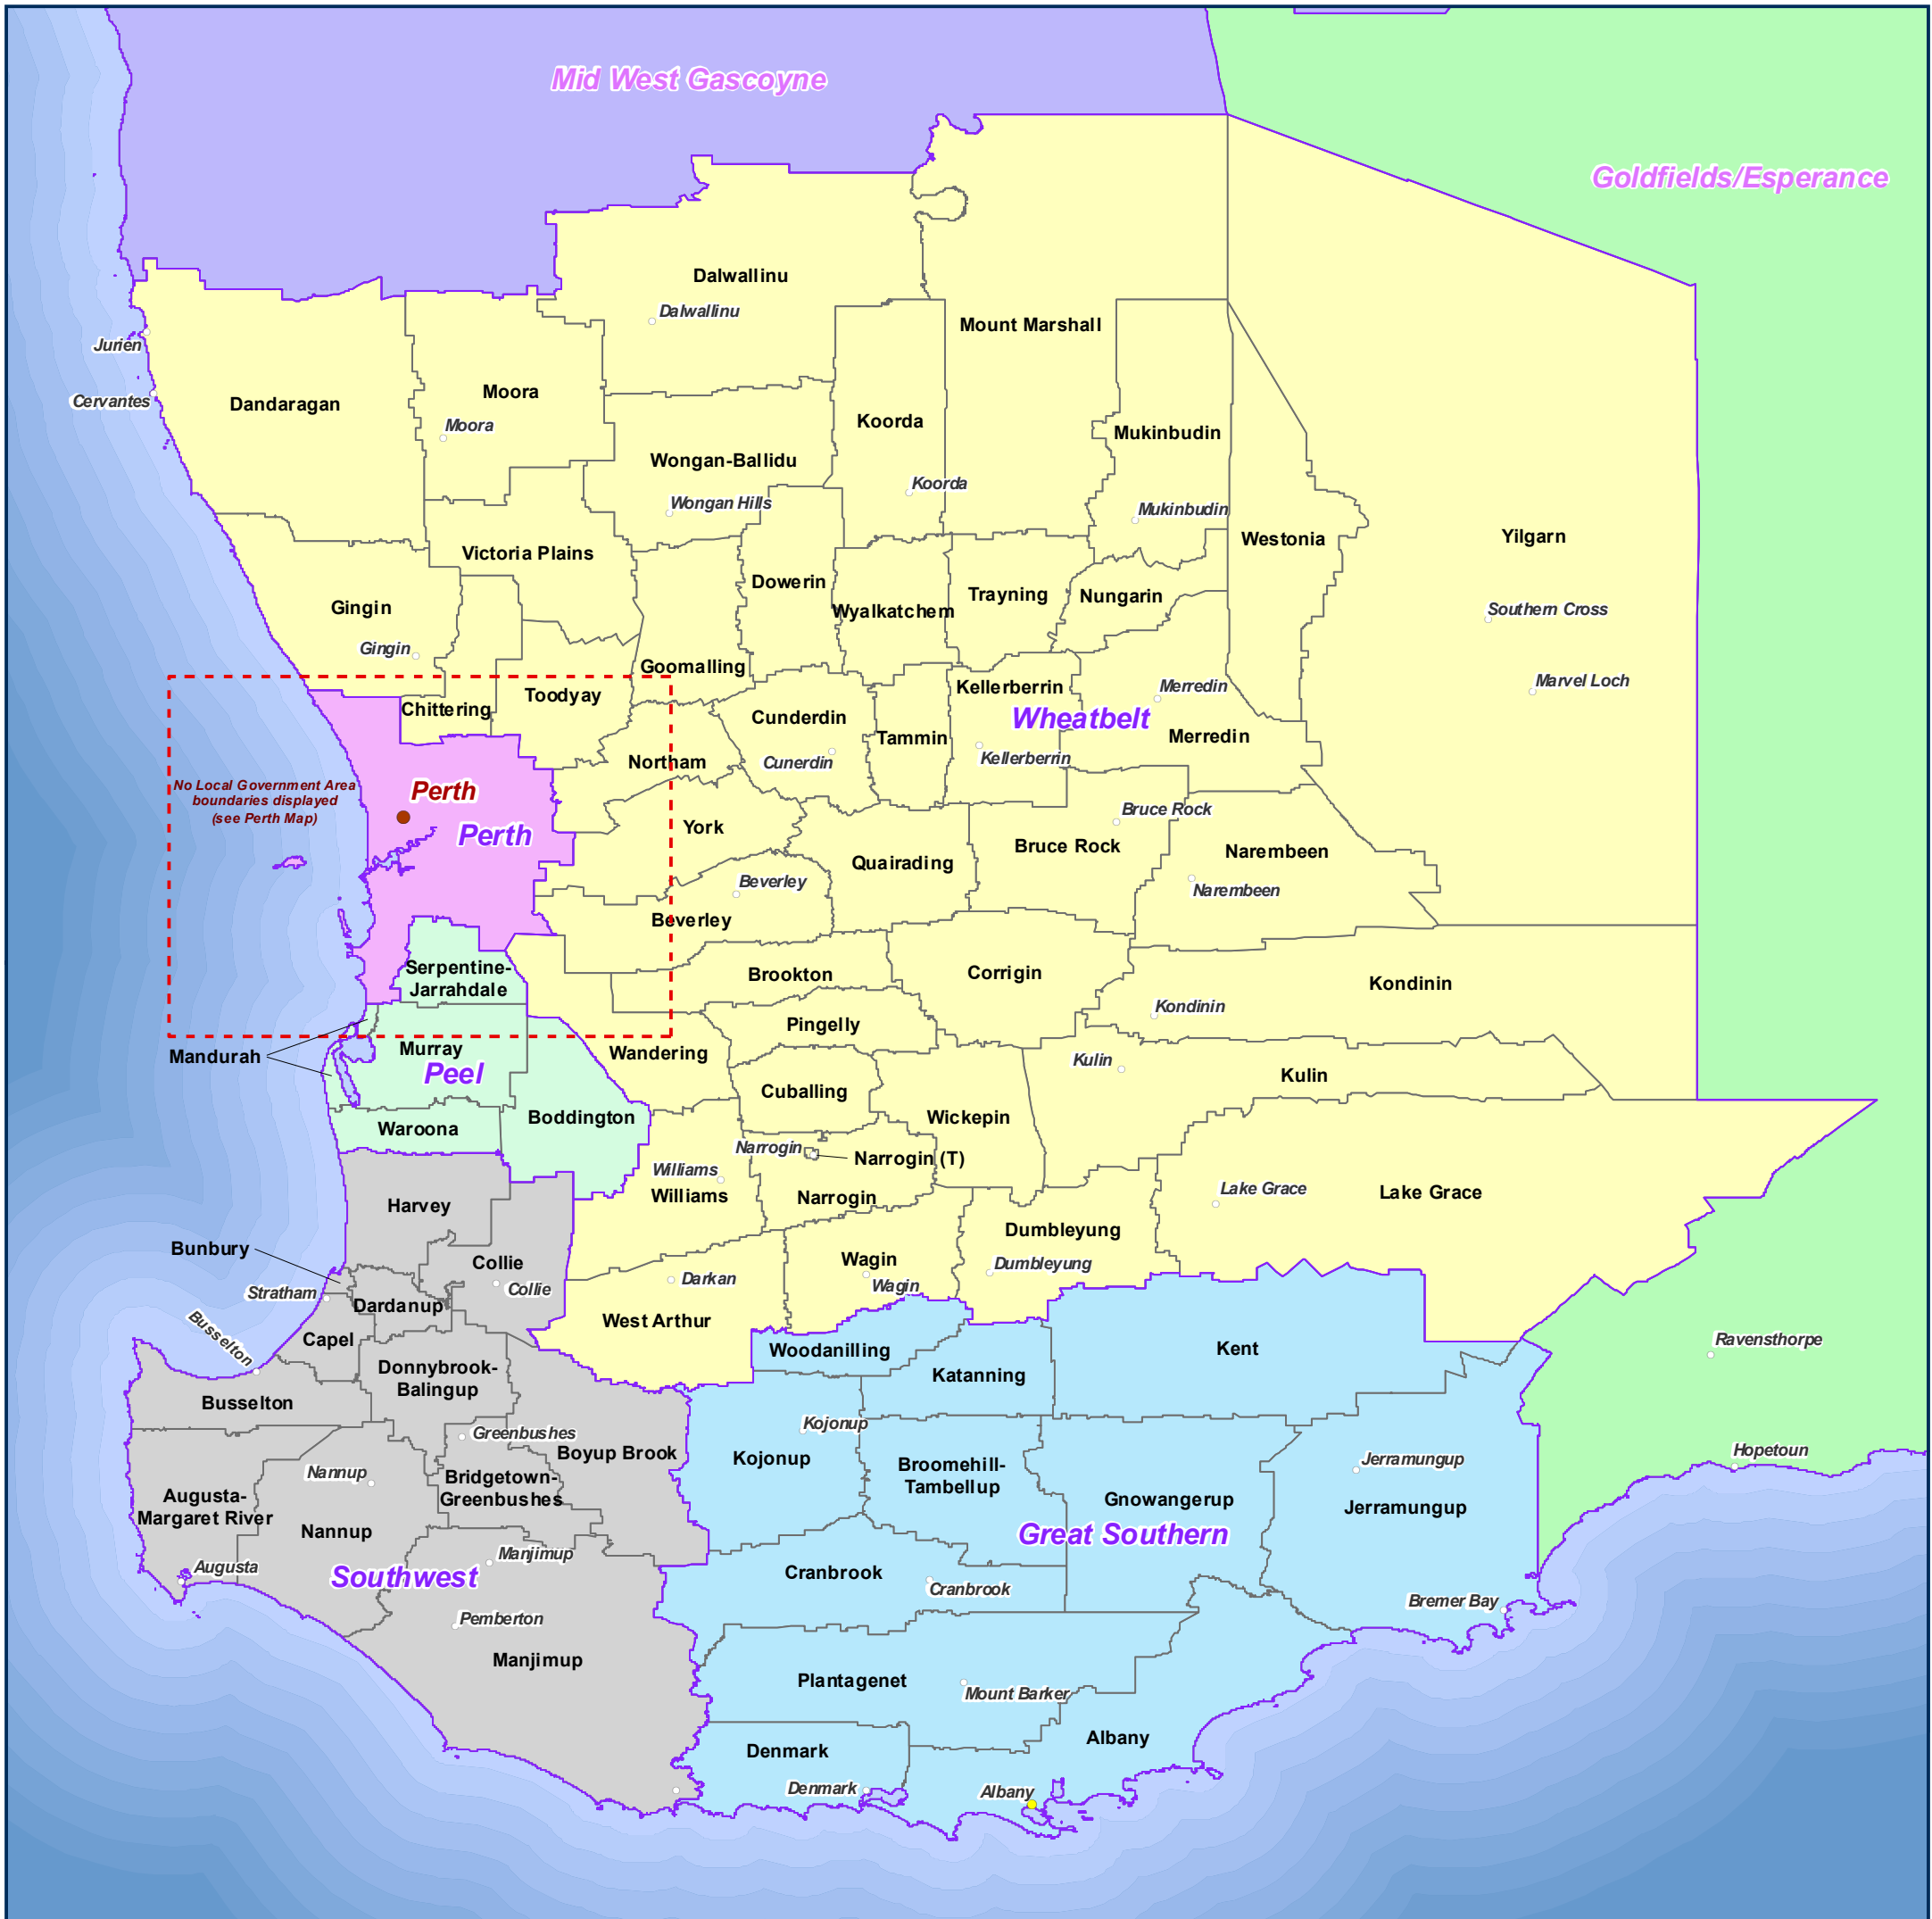 Mid West Gascoyne
Goldfields/Esperance
Dalwallinu
Dalwallinu
Mount Marshall
Jurien
Cervantes
Dandaragan
Moora
Moora
Koorda
Koorda
Mukinbudin
Mukinbudin
Wongan-Ballidu
Wongan Hills
Westonia
Yilgarn
Victoria Plains
Dowerin
Wyalkatchem
Trayning
Nungarin
Southern Cross
Gingin
Gingin
Goomalling
Toodyay
Chittering
Kellerberrin
Merredin
Marvel Loch
Wheatbelt
Cunderdin
Tammin
Merredin
Northam
Cunerdin
Kellerberrin
No Local Government Area
boundaries displayed
(see Perth Map)
Perth
Perth
York
Bruce Rock
Bruce Rock
Quairading
Narembeen
Narembeen
Beverley
Beverley
Serpentine-
Jarrahdale
Brookton
Corrigin
Kondinin
Kondinin
Pingelly
Mandurah
Murray
Peel
Wandering
Kulin
Kulin
Cuballing
Wickepin
Boddington
Waroona
Narrogin
Narrogin (T)
Williams
Williams
Narrogin
Lake Grace
Lake Grace
Harvey
Dumbleyung
Dumbleyung
Bunbury
Collie
Collie
Wagin
Wagin
Darkan
Stratham
Dardanup
West Arthur
Busselton
Capel
Woodanilling
Kent
Ravensthorpe
Donnybrook-
Balingup
Katanning
Busselton
Kojonup
Kojonup
Greenbushes
Boyup Brook
Hopetoun
Jerramungup
Jerramungup
Nannup
Bridgetown-
Greenbushes
Broomehill-
Tambellup
Gnowangerup
Augusta-
Margaret River
Nannup
Great Southern
Manjimup
Augusta
Southwest
Cranbrook
Cranbrook
Bremer Bay
Pemberton
Manjimup
Plantagenet
Mount Barker
Albany
Denmark
Denmark
Albany